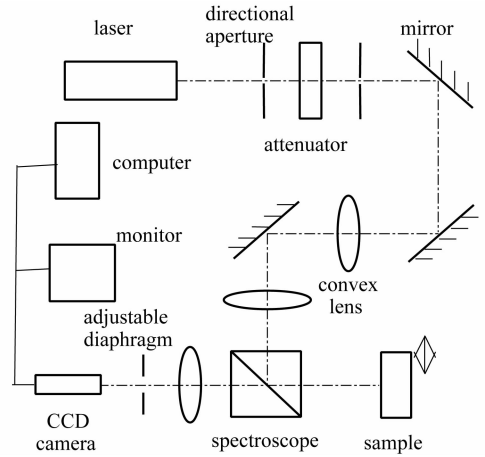 laser
directional
aperture
mirror
attenuator
computer
monitor
convex
lens
adjustable
diaphragm
CCD
camera
spectroscope
sample